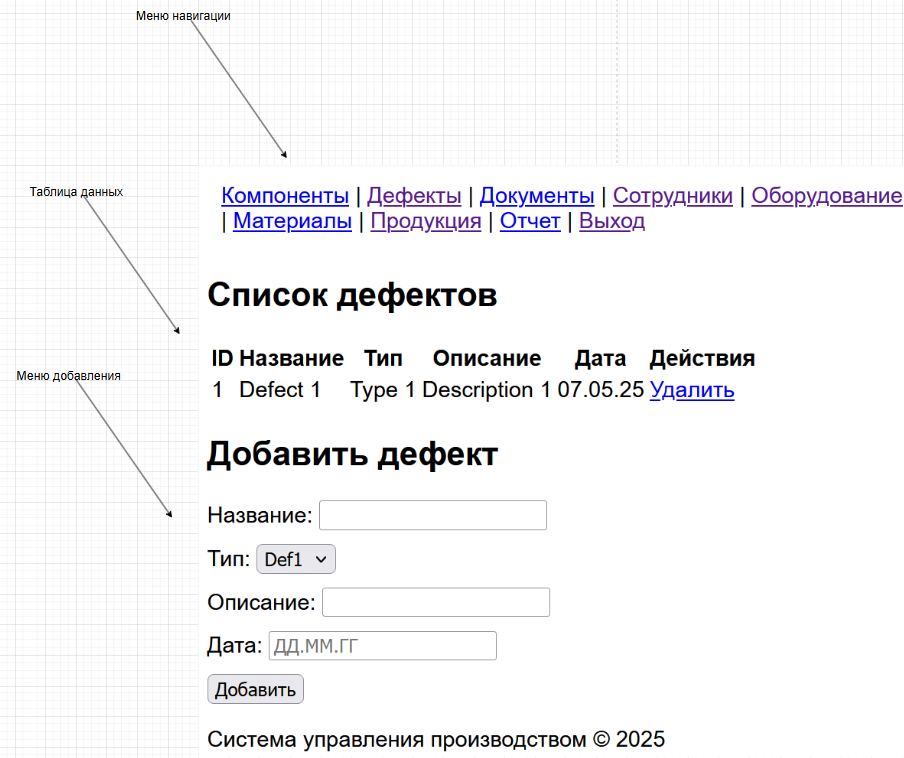 Меню навигации
Таблица данных
Компоненты | Дефекты | Документы | Сотрудники | Оборудование
| Материалы | Продукция | Отчет | Выход
Список дефектов
ID Название Тип Описание Дата Действия
Меню добавления
1 Defect 1 Type 1 Description 1 07.05.25 Удалить
Добавить дефект
Название:
Тип: Def1
Описание:
Дата: ДД.ММ.ГГ
Добавить
Система управления производством © 2025